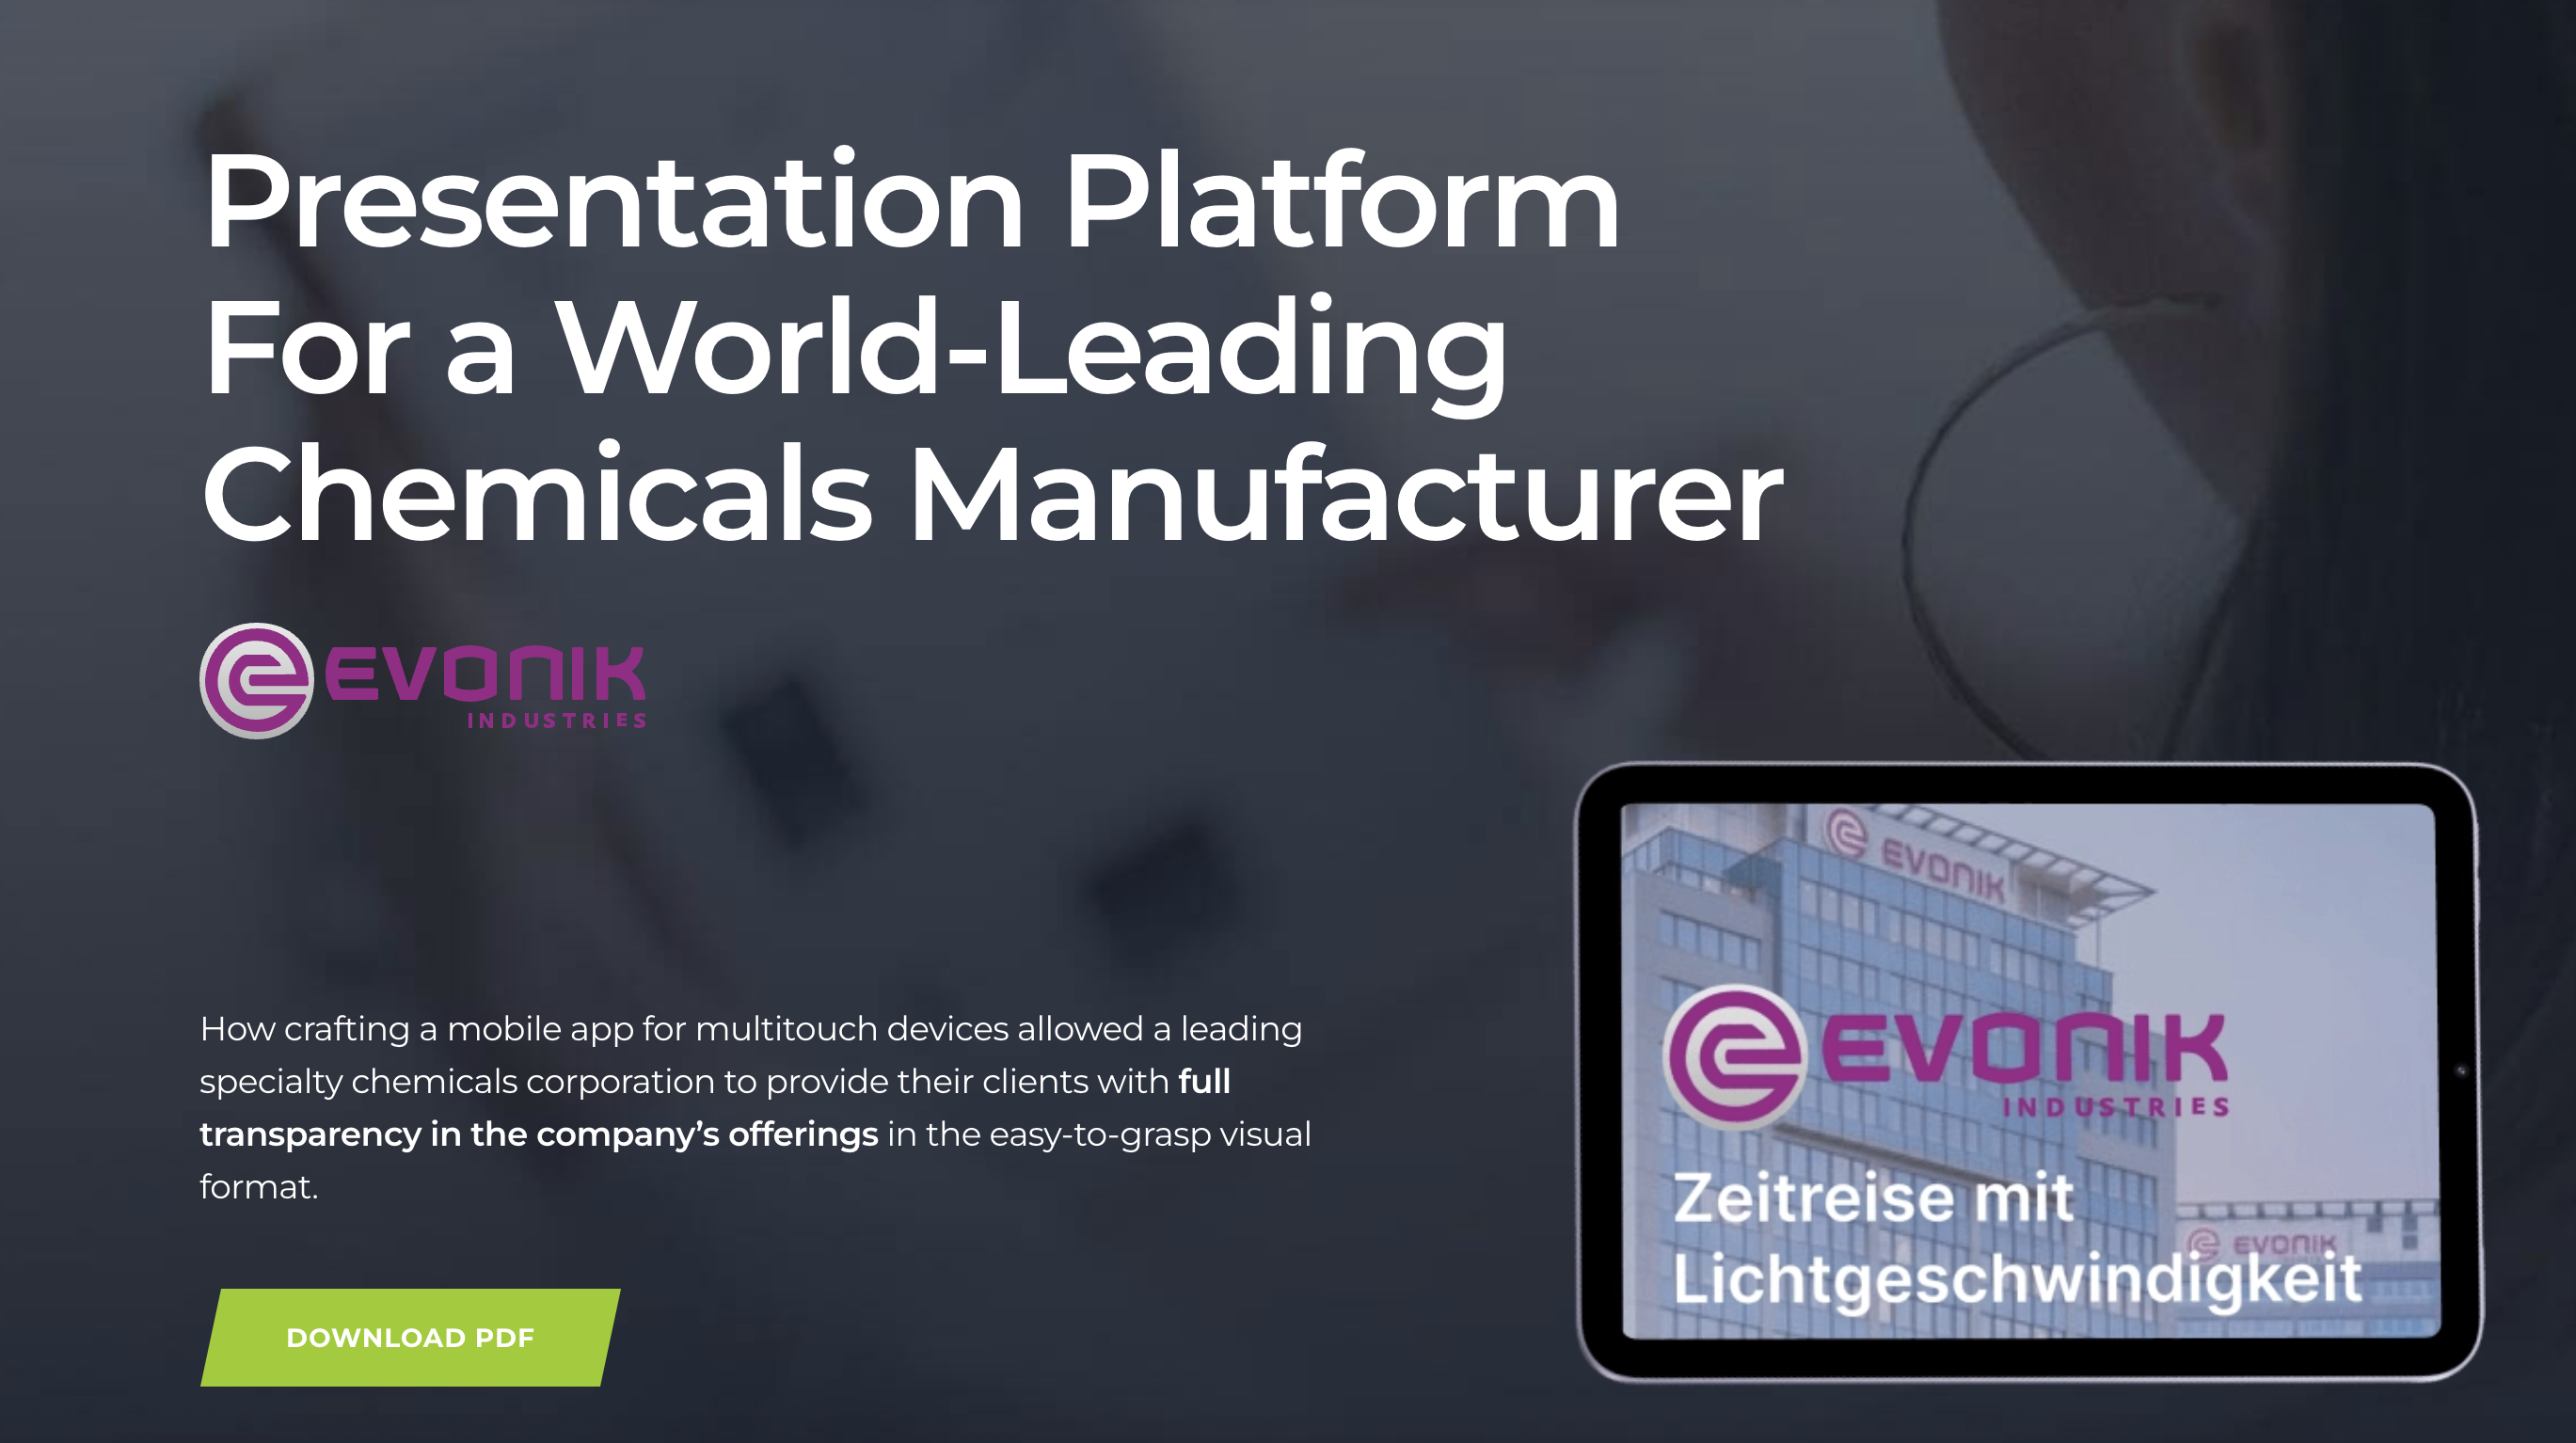 Presentation Platform
For a World-Leading
Chemicals Manufacturer
EVONIK
INDUSTRIES
How crafting a mobile app for multitouch devices allowed a leading
specialty chemicals corporation to provide their clients with full
transparency in the company’s offerings in the easy-to-grasp visual
format.
DOWNLOAD PDF
EVONIK
EVONIK
INDUSTRIES
Zeitreise mit
EVONIK
Lichtgeschwindigkeit